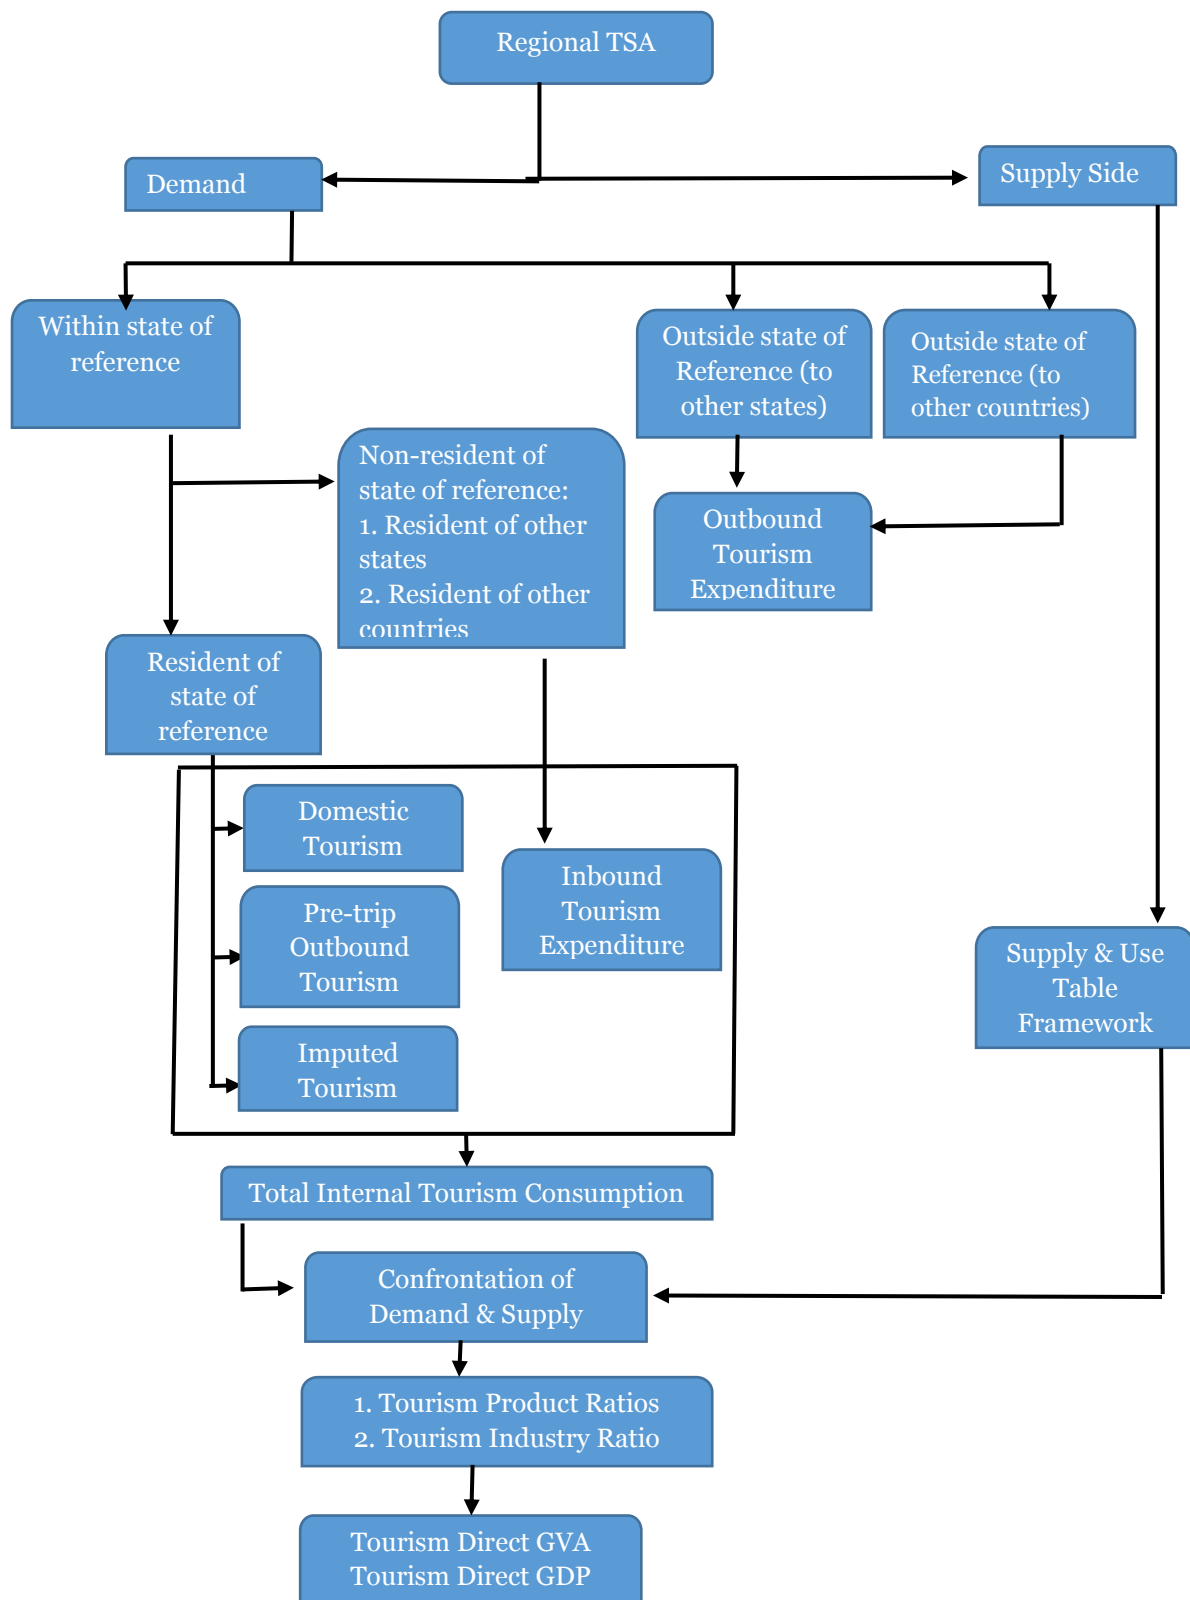 Regional TSA
Demand
Supply Side
Within state of
reference
Outside state of
Reference (to
other states)
Outside state of
Reference (to
other countries)
Non-resident of
state of reference:
1. Resident of other
states
2. Resident of other
countries
Outbound
Tourism
Expenditure
Resident of
state of
reference
Domestic
Tourism
Pre-trip
Outbound
Tourism
Imputed
Tourism
Inbound
Tourism
Expenditure
Supply & Use
Table
Framework
Total Internal Tourism Consumption
Confrontation of
Demand & Supply
1. Tourism Product Ratios
2. Tourism Industry Ratio
Tourism Direct GVA
Tourism Direct GDP